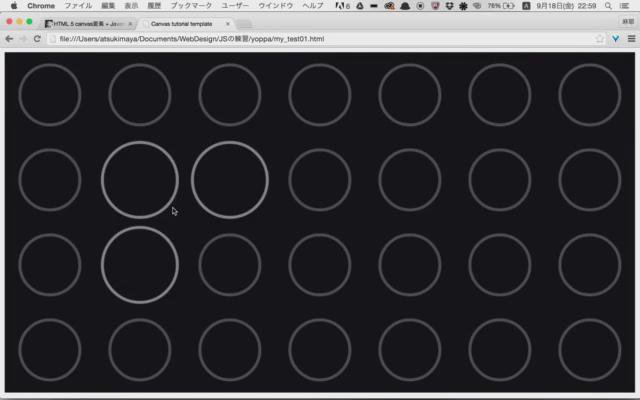 Chrome ファイル 編集 表示 履歴 ブックマーク ユーザー ウインドウ ヘルプ 6 76% A 9月18日(金) 22:59
HTML 5 canvas要素 + Javas Canvas tutorial template 麻耶
file:///Users/atsukimaya/Documents/WebDesign/JSの練習/yoppa/my_test01.html